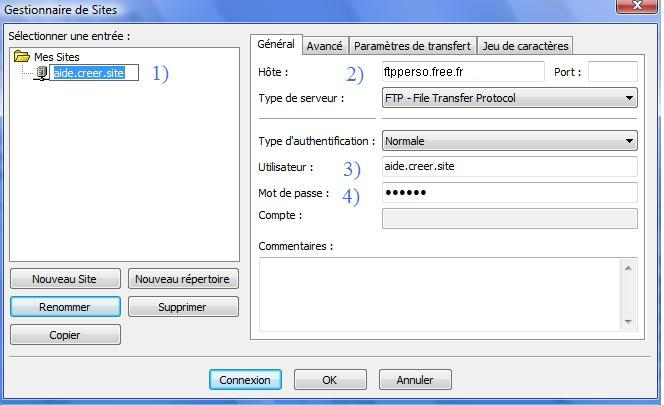 Gestionnaire de Sites
Sélectionner une entrée :
Mes Sites
aide.creer.site 1)
Nouveau Site Nouveau répertoire
Renommer Supprimer
Copier
Général Avancé Paramètres de transfert Jeu de caractères
Hôte : 2) ftpperso.free.fr Port :
Type de serveur : FTP - File Transfer Protocol
Type d'authentification : Normale
Utilisateur : 3) aide.creer.site
Mot de passe : 4) ••••••
Compte :
Commentaires :
Connexion OK Annuler